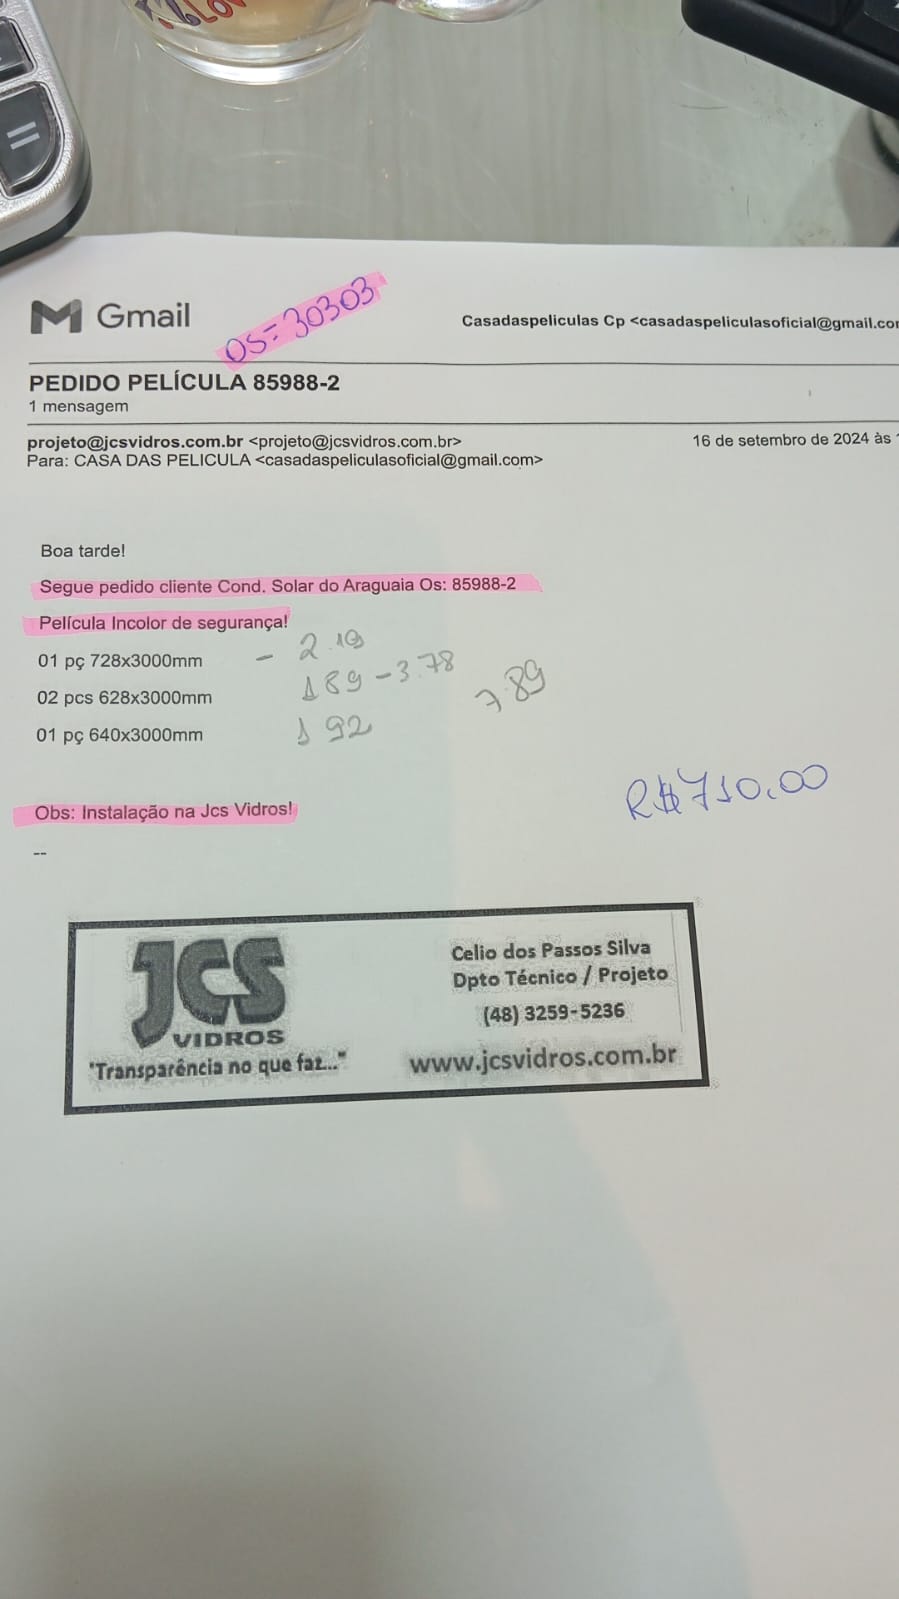 LOV
=
M Gmail
OS=30303
Casadaspeliculas Cp <casadaspeliculasoficial@gmail.com
PEDIDO PELÍCULA 85988-2
1 mensagem
projeto@jcsvidros.com.br <projeto@jcsvidros.com.br>
16 de setembro de 2024 às
Para: CASA DAS PELICULA <casadaspeliculasoficial@gmail.com>
Boa tarde!
Segue pedido cliente Cond. Solar do Araguaia Os: 85988-2
Película Incolor de segurança!
01 pç 728x3000mm - 2.19
02 pcs 628x3000mm 189-3.78
7.89
01 pç 640x3000mm 192
R$710,00
Obs: Instalação na Jcs Vidros!
--
JCS
VIDROS
"Transparência no que faz..."
Celio dos Passos Silva
Dpto Técnico / Projeto
(48) 3259-5236
www.jcsvidros.com.br